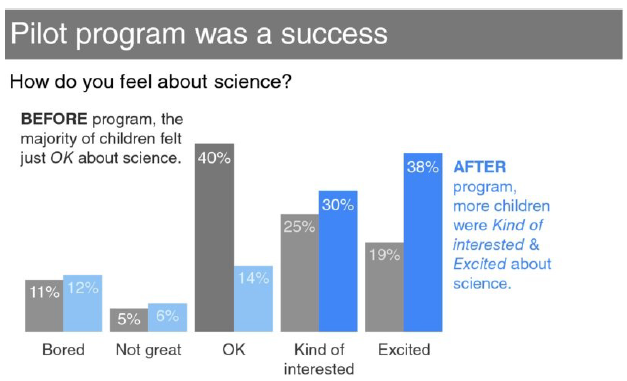 Pilot program was a success
How do you feel about science?
BEFORE program, the
majority of children felt
just OK about science.
40%
38%
AFTER
program,
more children
were Kind of
interested &
Excited about
science.
30%
25%
19%
14%
11% 12%
5% 6%
Bored Not great OK Kind of Excited
interested